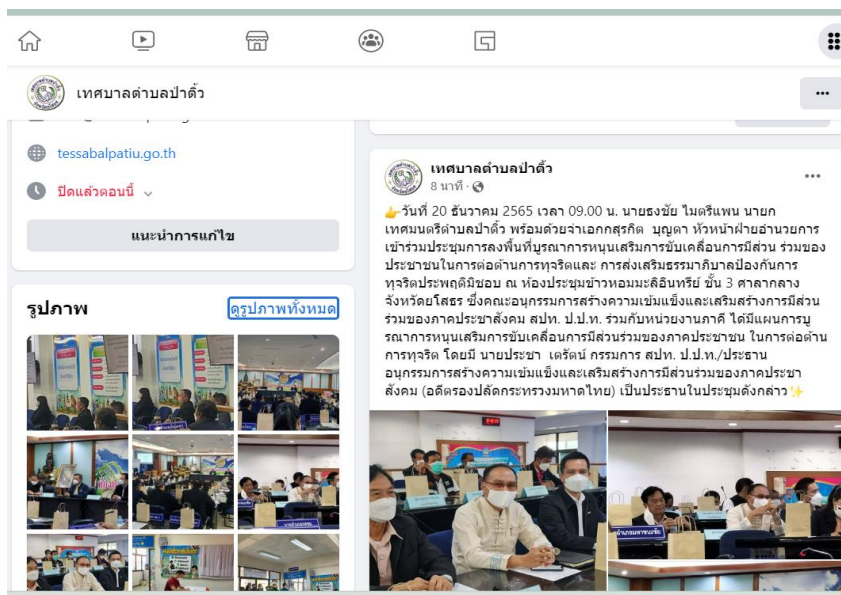 เทศบาลตำบลป่าติ้ว
tessabalpatiu.go.th
ปิดแล้วตอนนี้
แนะนำการแก้ไข
รูปภาพ
ดูรูปภาพทั้งหมด
เทศบาลตำบลป่าติ้ว
8 นาที ·
👉วันที่ 20 ธันวาคม 2565 เวลา 09.00 น. นายธงชัย ไมตรีแพน นายก
เทศมนตรีตำบลป่าติ้ว พร้อมด้วยจ่าเอกกสุรกิต บุญตา หัวหน้าฝ่ายอำนวยการ
เข้าร่วมประชุมการลงพื้นที่บูรณาการหนุนเสริมการขับเคลื่อนการมีส่วน ร่วมของ
ประชาชนในการต่อต้านการทุจริตและ การส่งเสริมธรรมาภิบาลป้องกันการ
ทุจริตประพฤติมิชอบ ณ ห้องประชุมข้าวหอมมะลิอินทรีย์ ชั้น 3 ศาลากลาง
จังหวัดยโสธร ซึ่งคณะอนุกรรมการสร้างความเข้มแข็งและเสริมสร้างการมีส่วน
ร่วมของภาคประชาสังคม สปท. ป.ป.ท. ร่วมกับหน่วยงานภาคี ได้มีแผนการบู
รณาการหนุนเสริมการขับเคลื่อนการมีส่วนร่วมของภาคประชาชน ในการต่อต้าน
การทุจริต โดยมี นายประชา เตรัตน์ กรรมการ สปท. ป.ป.ท./ประธาน
อนุกรรมการสร้างความเข้มแข็งและเสริมสร้างการมีส่วนร่วมของภาคประชา
สังคม (อดีตรองปลัดกระทรวงมหาดไทย) เป็นประธานในประชุมดังกล่าว✨